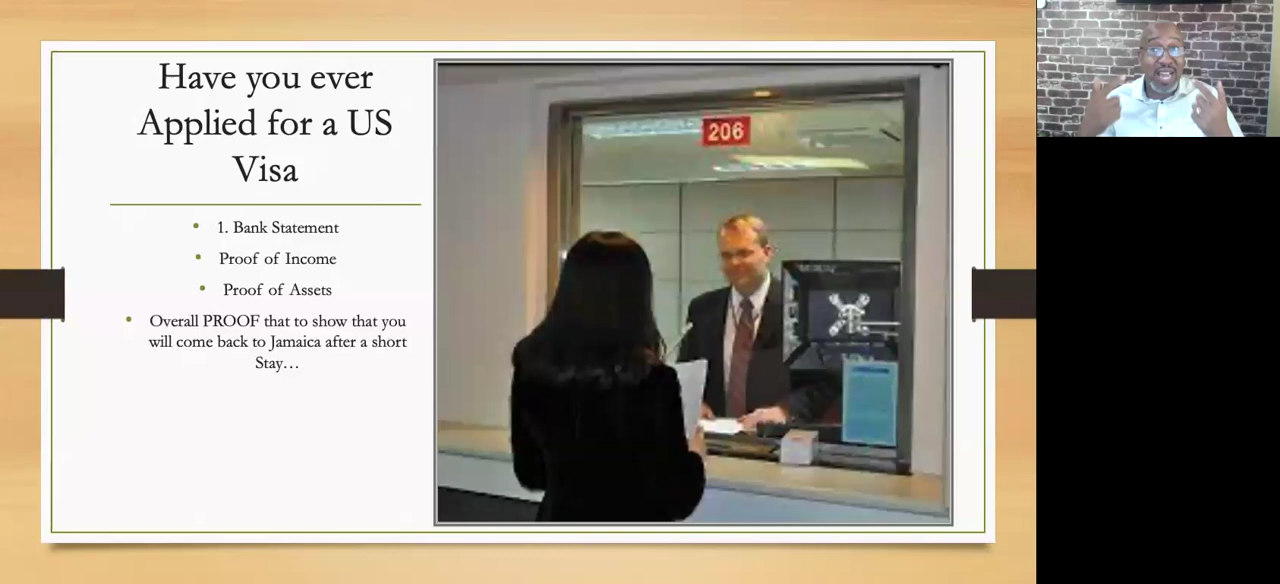 Have you ever
Applied for a US
Visa
• 1. Bank Statement
• Proof of Income
• Proof of Assets
• Overall PROOF that to show that you
will come back to Jamaica after a short
Stay…
206